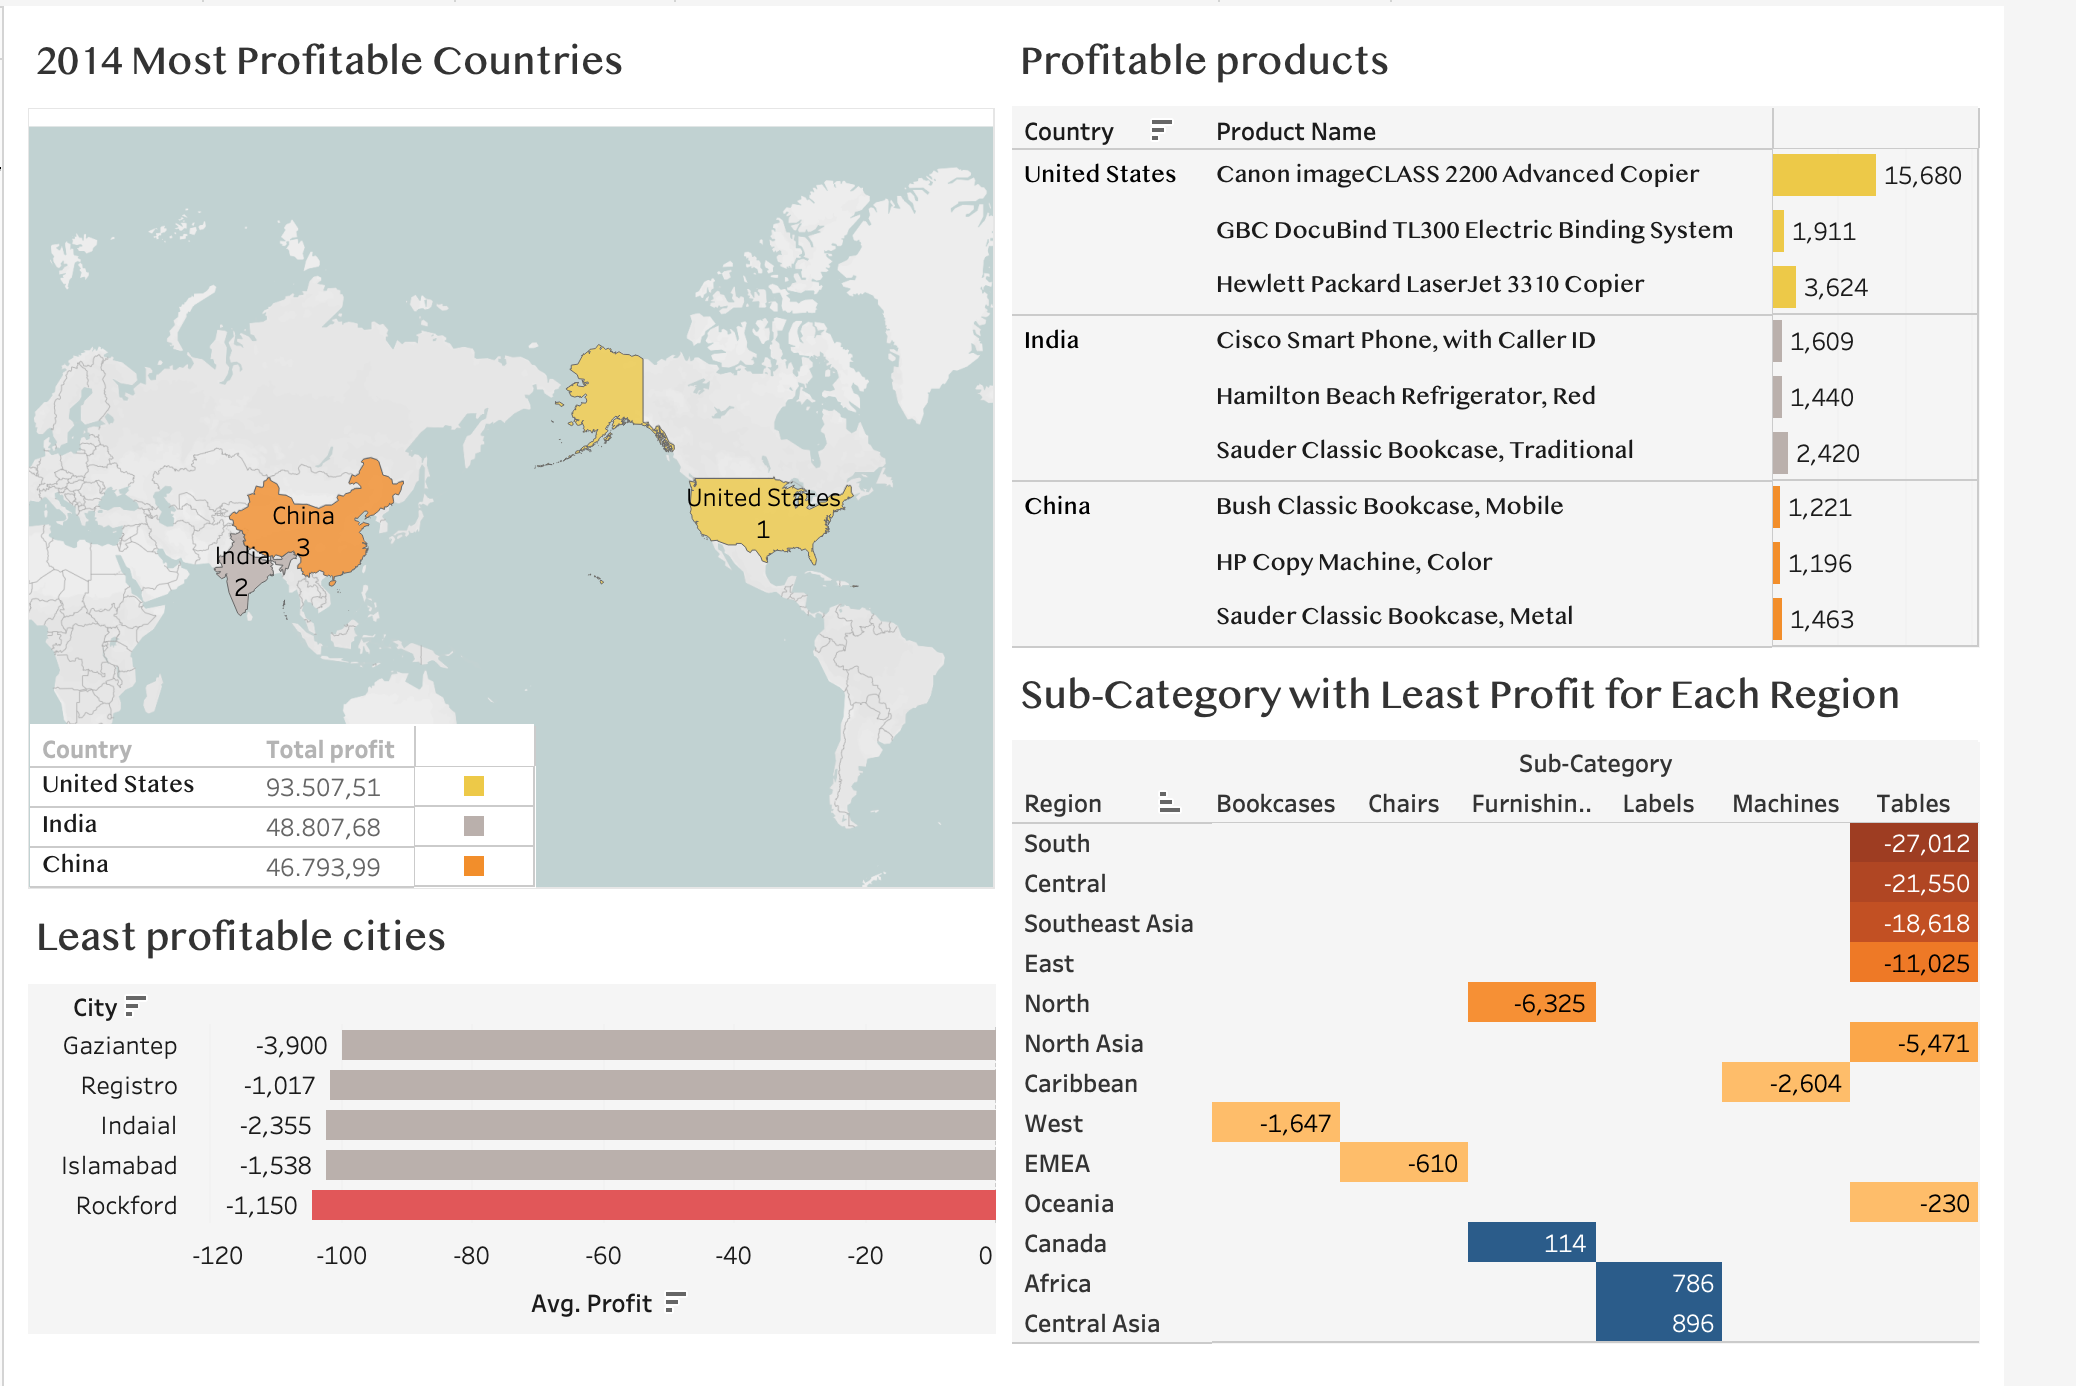 2014 Most Profitable Countries
China
3
India
2
United States
1
Country Total profit
United States 93.507,51
India 48.807,68
China 46.793,99
Least profitable cities
City
Gaziantep -3,900
Registro -1,017
Indaial -2,355
Islamabad -1,538
Rockford -1,150
-120 -100 -80 -60 -40 -20 0
Avg. Profit
Profitable products
Country Product Name
United States Canon imageCLASS 2200 Advanced Copier 15,680
GBC DocuBind TL300 Electric Binding System 1,911
Hewlett Packard LaserJet 3310 Copier 3,624
India Cisco Smart Phone, with Caller ID 1,609
Hamilton Beach Refrigerator, Red 1,440
Sauder Classic Bookcase, Traditional 2,420
China Bush Classic Bookcase, Mobile 1,221
HP Copy Machine, Color 1,196
Sauder Classic Bookcase, Metal 1,463
Sub-Category with Least Profit for Each Region
Sub-Category
Region Bookcases Chairs Furnishin.. Labels Machines Tables
South -27,012
Central -21,550
Southeast Asia -18,618
East -11,025
North -6,325
North Asia -5,471
Caribbean -2,604
West -1,647
EMEA -610
Oceania -230
Canada 114
Africa 786
Central Asia 896